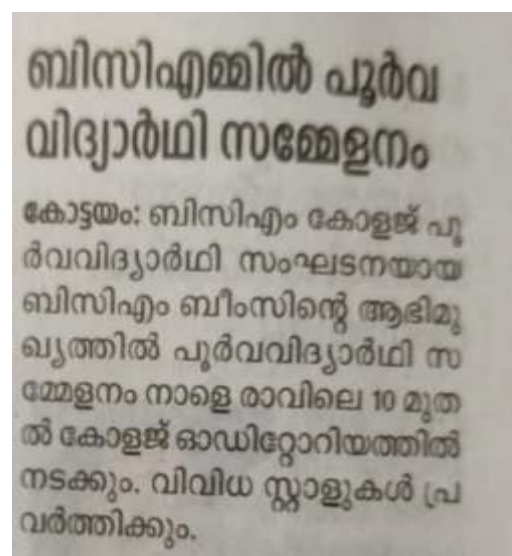 ബിസിഎമ്മിൽ പൂർവ
വിദ്യാർഥി സമ്മേളനം
കോട്ടയം: ബിസിഎം കോളജ് പൂ
ർവവിദ്യാർഥി സംഘടനയായ
ബിസിഎം ബീംസിന്റെ ആഭിമു
ഖ്യത്തിൽ പൂർവവിദ്യാർഥി സ
മ്മേളനം നാളെ രാവിലെ 10 മുത
ൽ കോളജ് ഓഡിറ്റോറിയത്തിൽ
നടക്കും. വിവിധ സ്റ്റാളുകൾ പ്ര
വർത്തിക്കും.